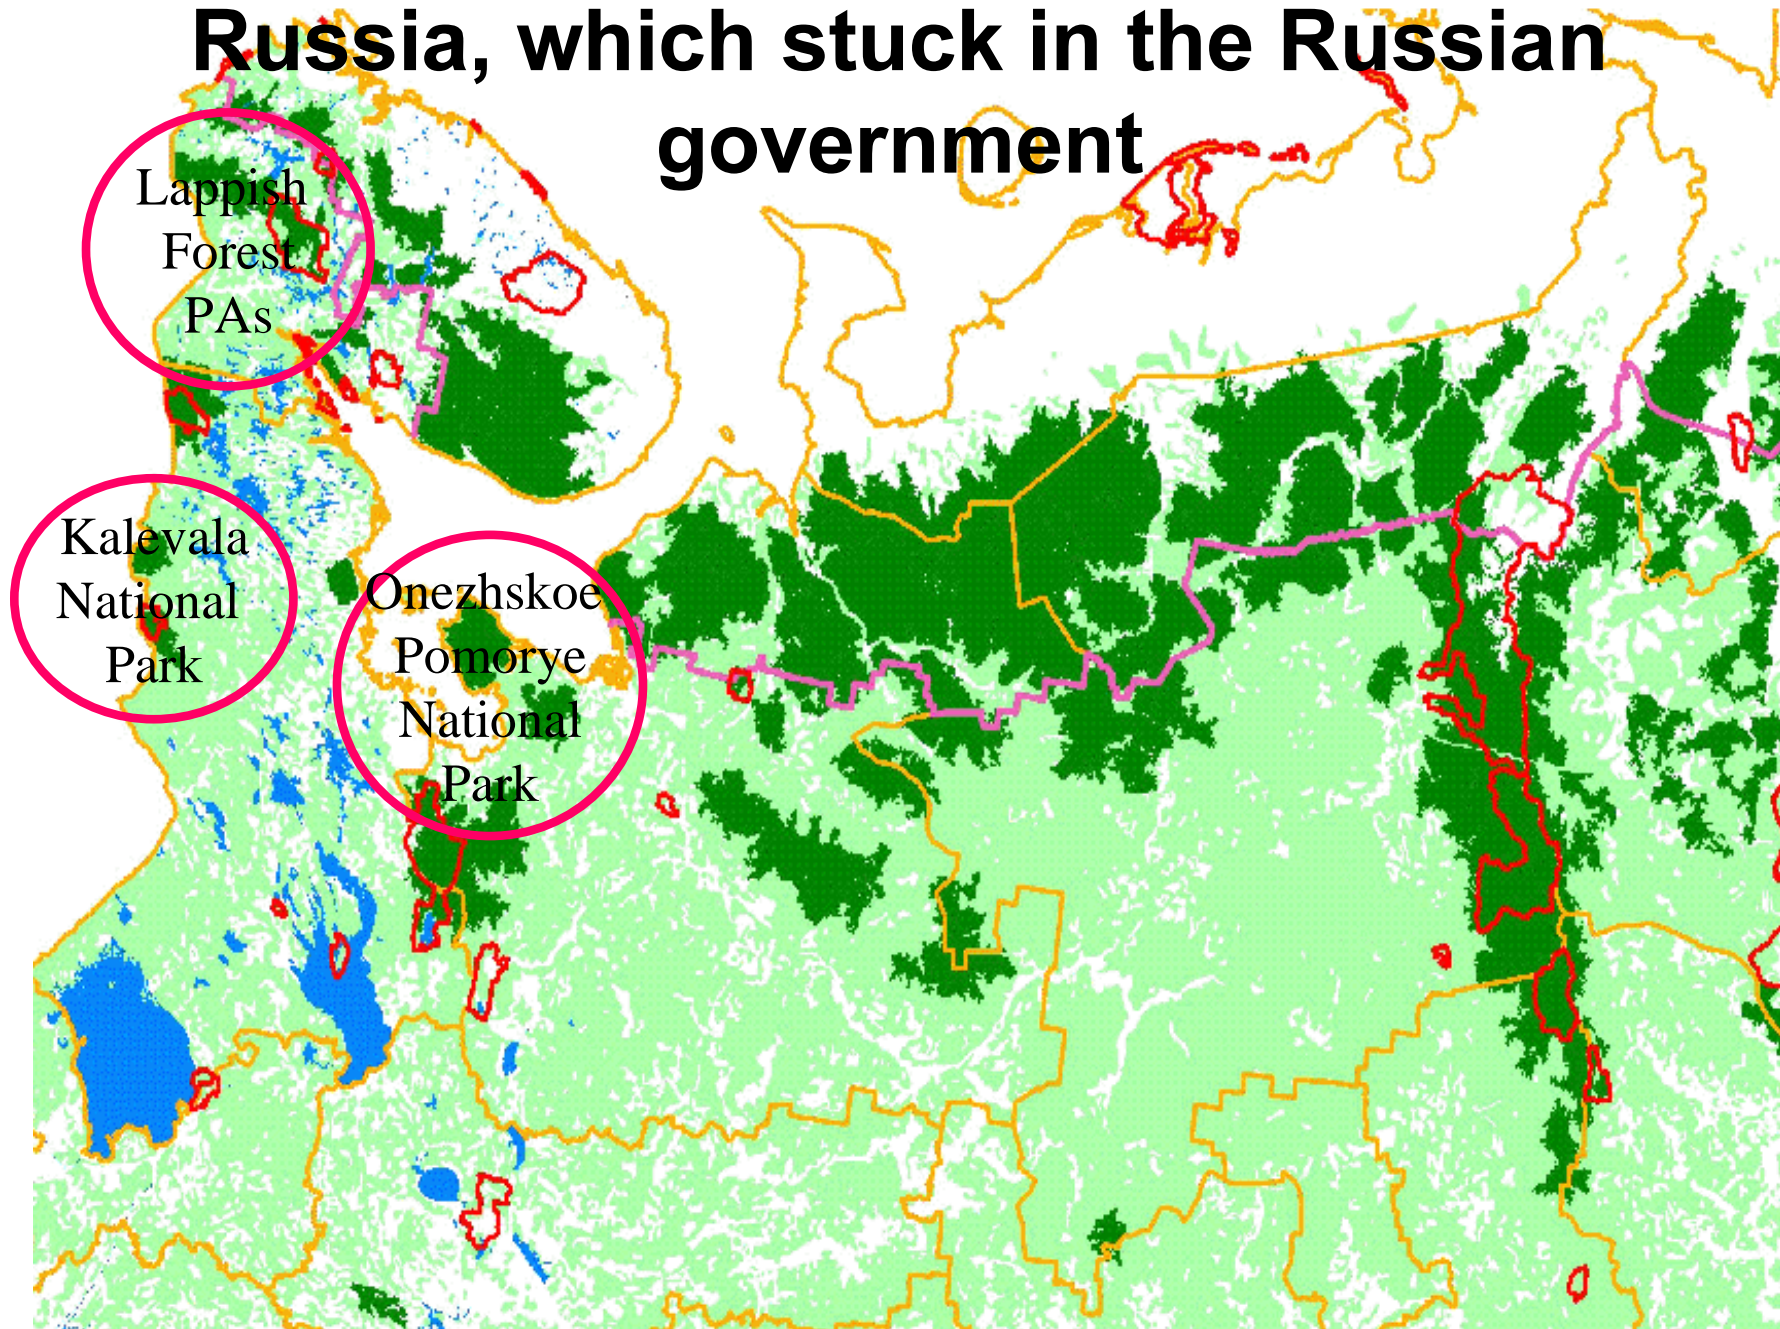 Russia, which stuck in the Russian
government
Lappish
Forest
PAs
Kalevala
National
Park
Onezhskoe
Pomorye
National
Park